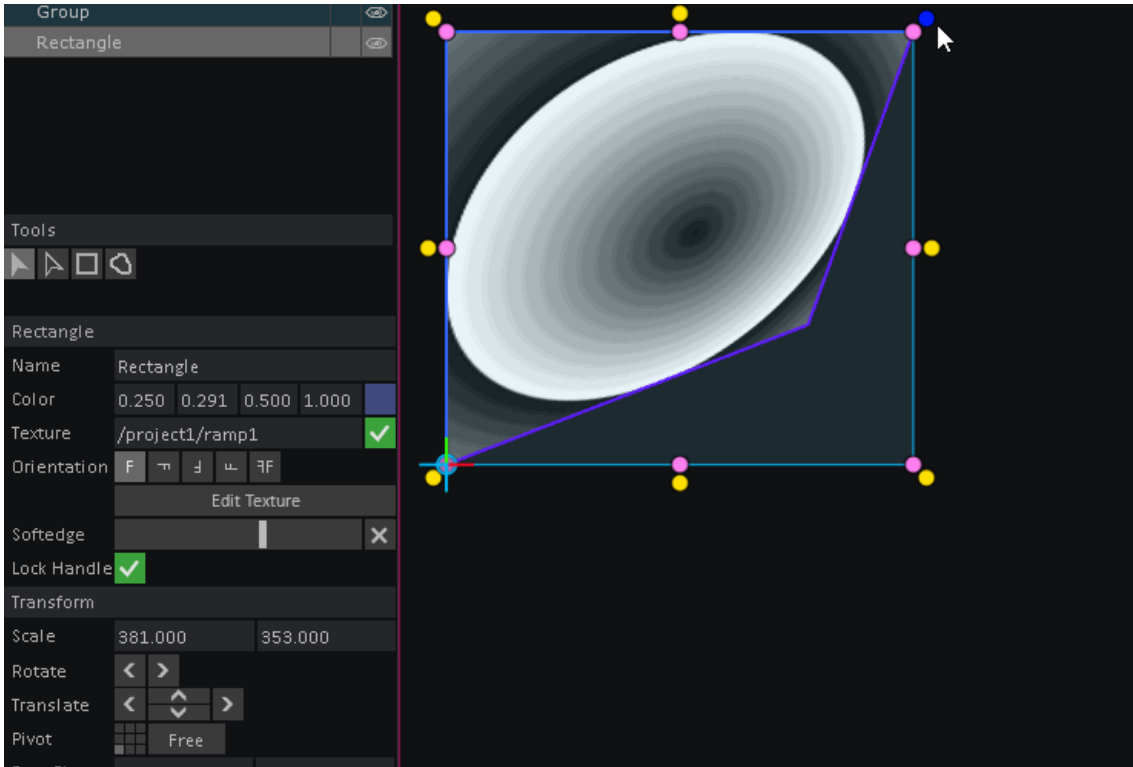 Group
Rectangle
Tools
Rectangle
Name Rectangle
Color 0.250 0.291 0.500 1.000
Texture /project1/ramp1
Orientation F
Edit Texture
Softedge
Lock Handle
Transform
Scale 381.000 353.000
Rotate
Translate
Pivot Free